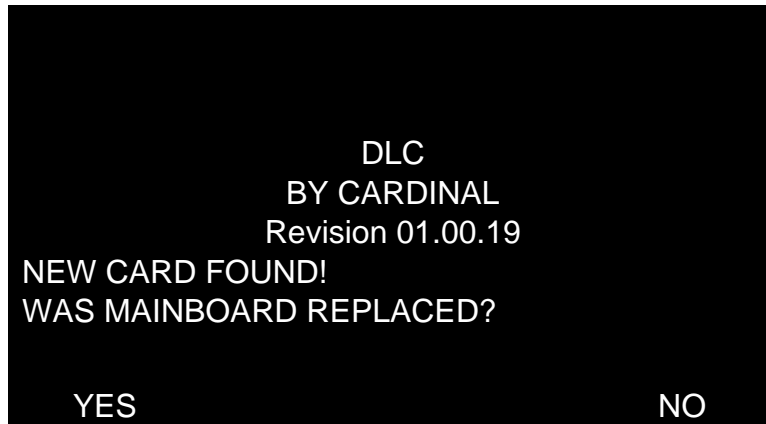 DLC
BY CARDINAL
Revision 01.00.19
NEW CARD FOUND!
WAS MAINBOARD REPLACED?
YES NO